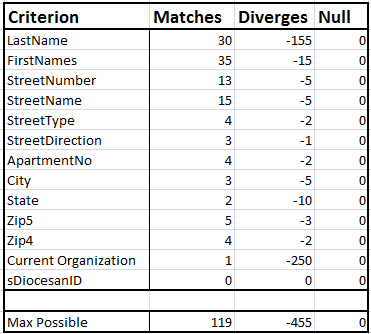 Criterion Matches Diverges Null
LastName 30 -155 0
FirstNames 35 -15 0
StreetNumber 13 -5 0
StreetName 15 -5 0
StreetType 4 -2 0
StreetDirection 3 -1 0
ApartmentNo 4 -2 0
City 3 -5 0
State 2 -10 0
Zip5 5 -3 0
Zip4 4 -2 0
Current Organization 1 -250 0
sDiocesanID 0 0 0
Max Possible 119 -455 0